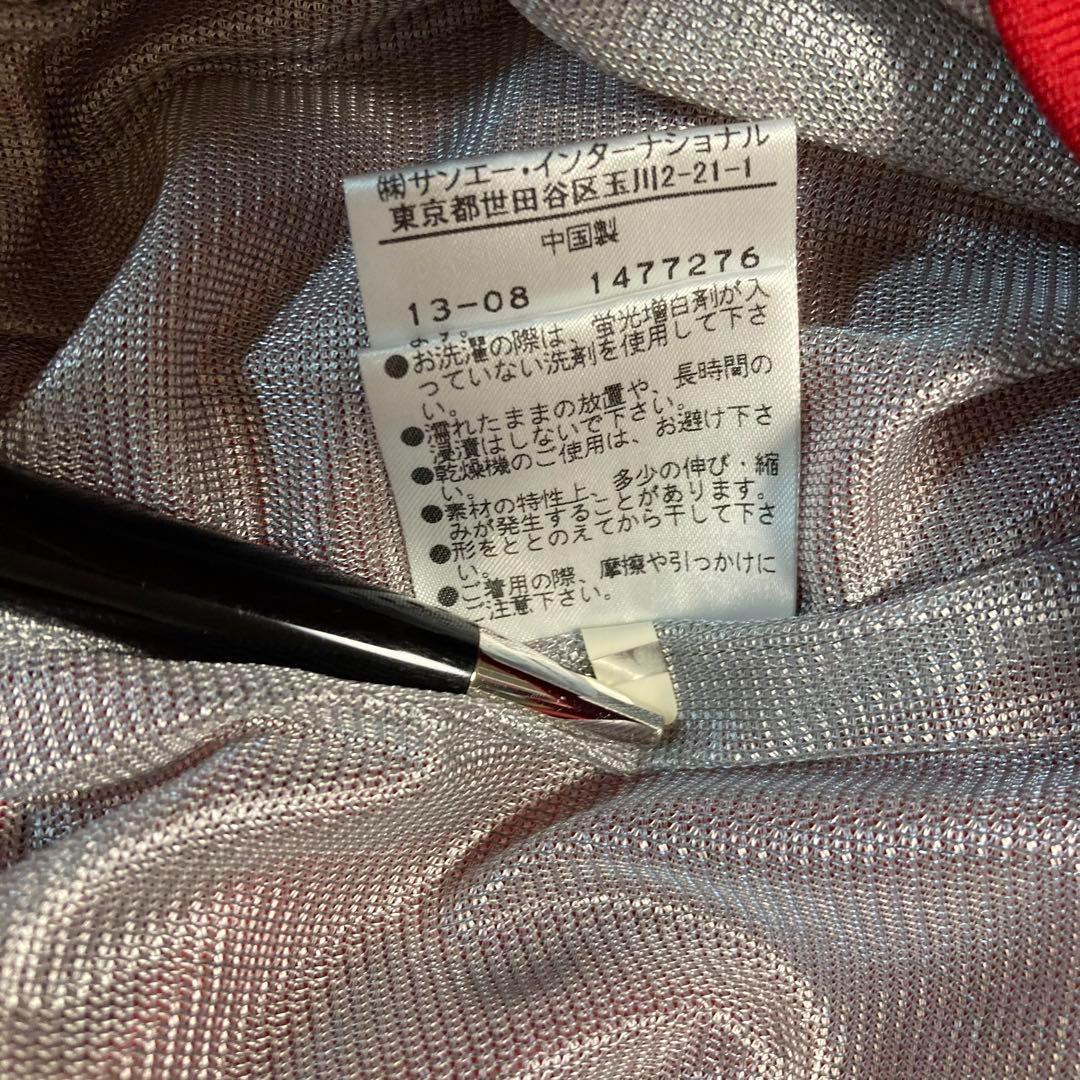 ㈱サンエー・インターナショナル
東京都世田谷区玉川2-21-1
中国製
13-08 1477276
●お洗濯の際は、蛍光増白剤が入
っていない洗剤を使用して下さ
い。
●濡れたままの放置や、長時間の
浸漬はしないで下さい。
●乾燥機のご使用は、お避け下さ
い。
●素材の特性上、多少の伸び・縮
みが発生することがあります。
●形をととのえてから干して下さ
い。
●ご着用の際、摩擦や引っかけに
ご注意下さい。